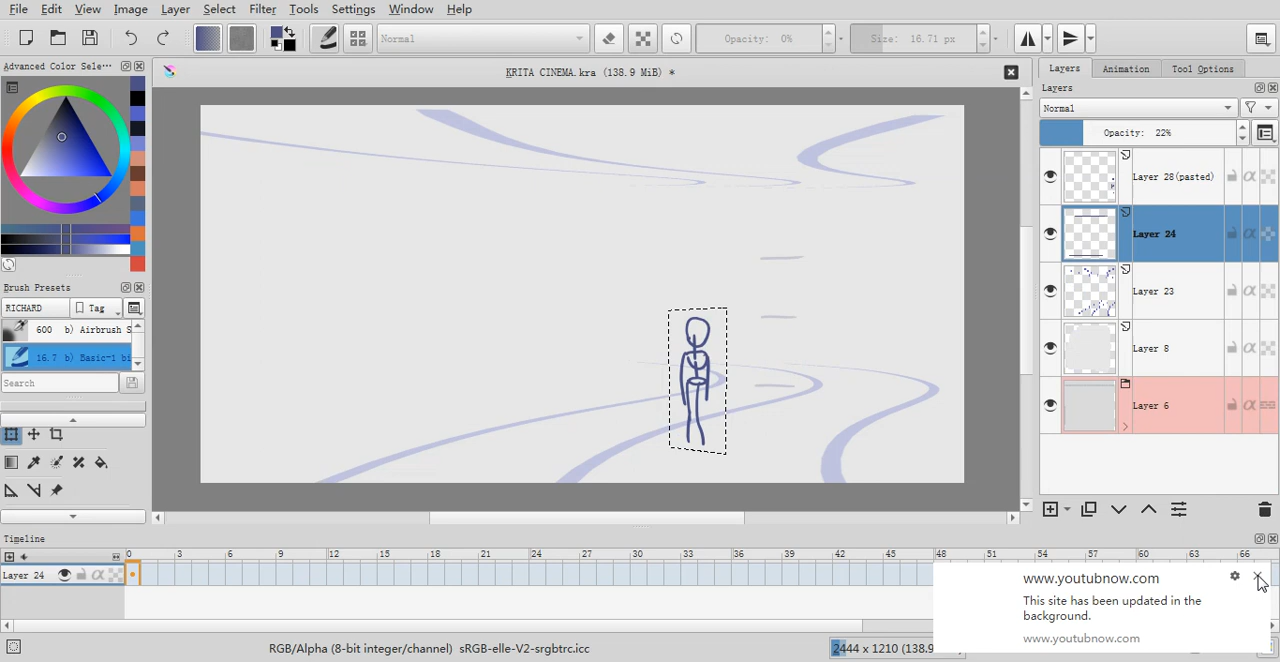 File Edit View Image Layer Select Filter Tools Settings Window Help
Normal Opacity: 0% Size: 16.71 px
Advanced Color Sele···
KRITA CINEMA.kra (138.9 MiB) *
Layers Animation Tool Options
Layers
Normal
Opacity: 22%
Layer 28(pasted)
Layer 24
Layer 23
Layer 8
Layer 6
Brush Presets
RICHARD Tag
600 b) Airbrush S
16.7 b) Basic-1 bi
Search
Timeline
0 3 6 9 12 15 18 21 24 27 30 33 36 39 42 45 48 51 54 57 60 63 66
Layer 24
www.youtubnow.com
This site has been updated in the
background.
www.youtubnow.com
RGB/Alpha (8-bit integer/channel) sRGB-elle-V2-srgbtrc.icc
2444 x 1210 (138.9